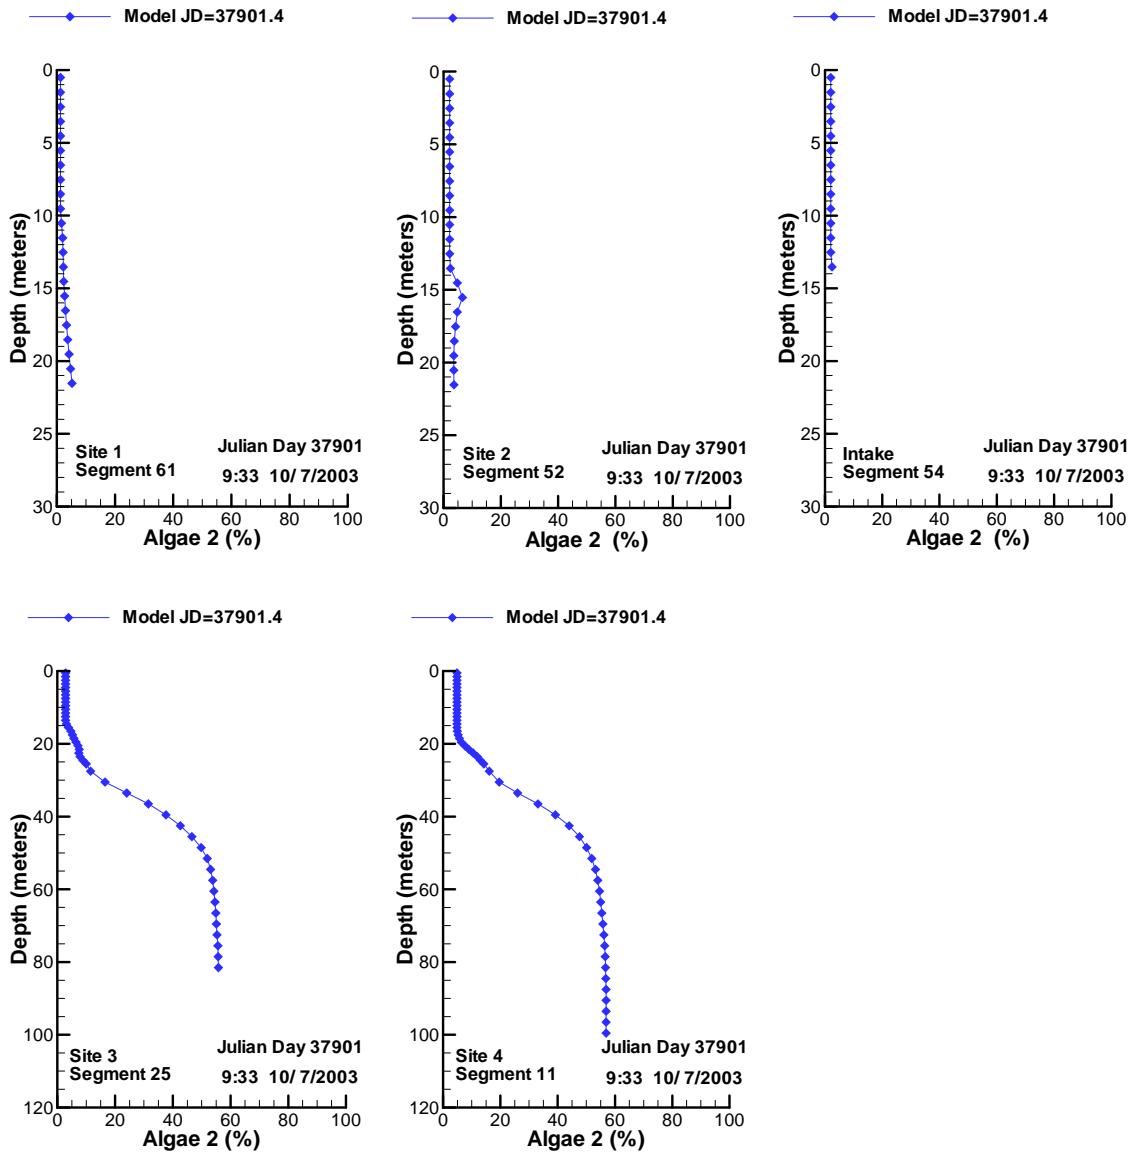 Model JD=37901.4
0
5
10
15
20
25
30
Depth (meters)
Site 1
Segment 61
Julian Day 37901
9:33 10/ 7/2003
0 20 40 60 80 100
Algae 2 (%)
Model JD=37901.4
0
5
10
15
20
25
30
Depth (meters)
Site 2
Segment 52
Julian Day 37901
9:33 10/ 7/2003
0 20 40 60 80 100
Algae 2 (%)
Model JD=37901.4
0
5
10
15
20
25
30
Depth (meters)
Intake
Segment 54
Julian Day 37901
9:33 10/ 7/2003
0 20 40 60 80 100
Algae 2 (%)
Model JD=37901.4
0
20
40
60
80
100
120
Depth (meters)
Site 3
Segment 25
Julian Day 37901
9:33 10/ 7/2003
0 20 40 60 80 100
Algae 2 (%)
Model JD=37901.4
0
20
40
60
80
100
120
Depth (meters)
Site 4
Segment 11
Julian Day 37901
9:33 10/ 7/2003
0 20 40 60 80 100
Algae 2 (%)